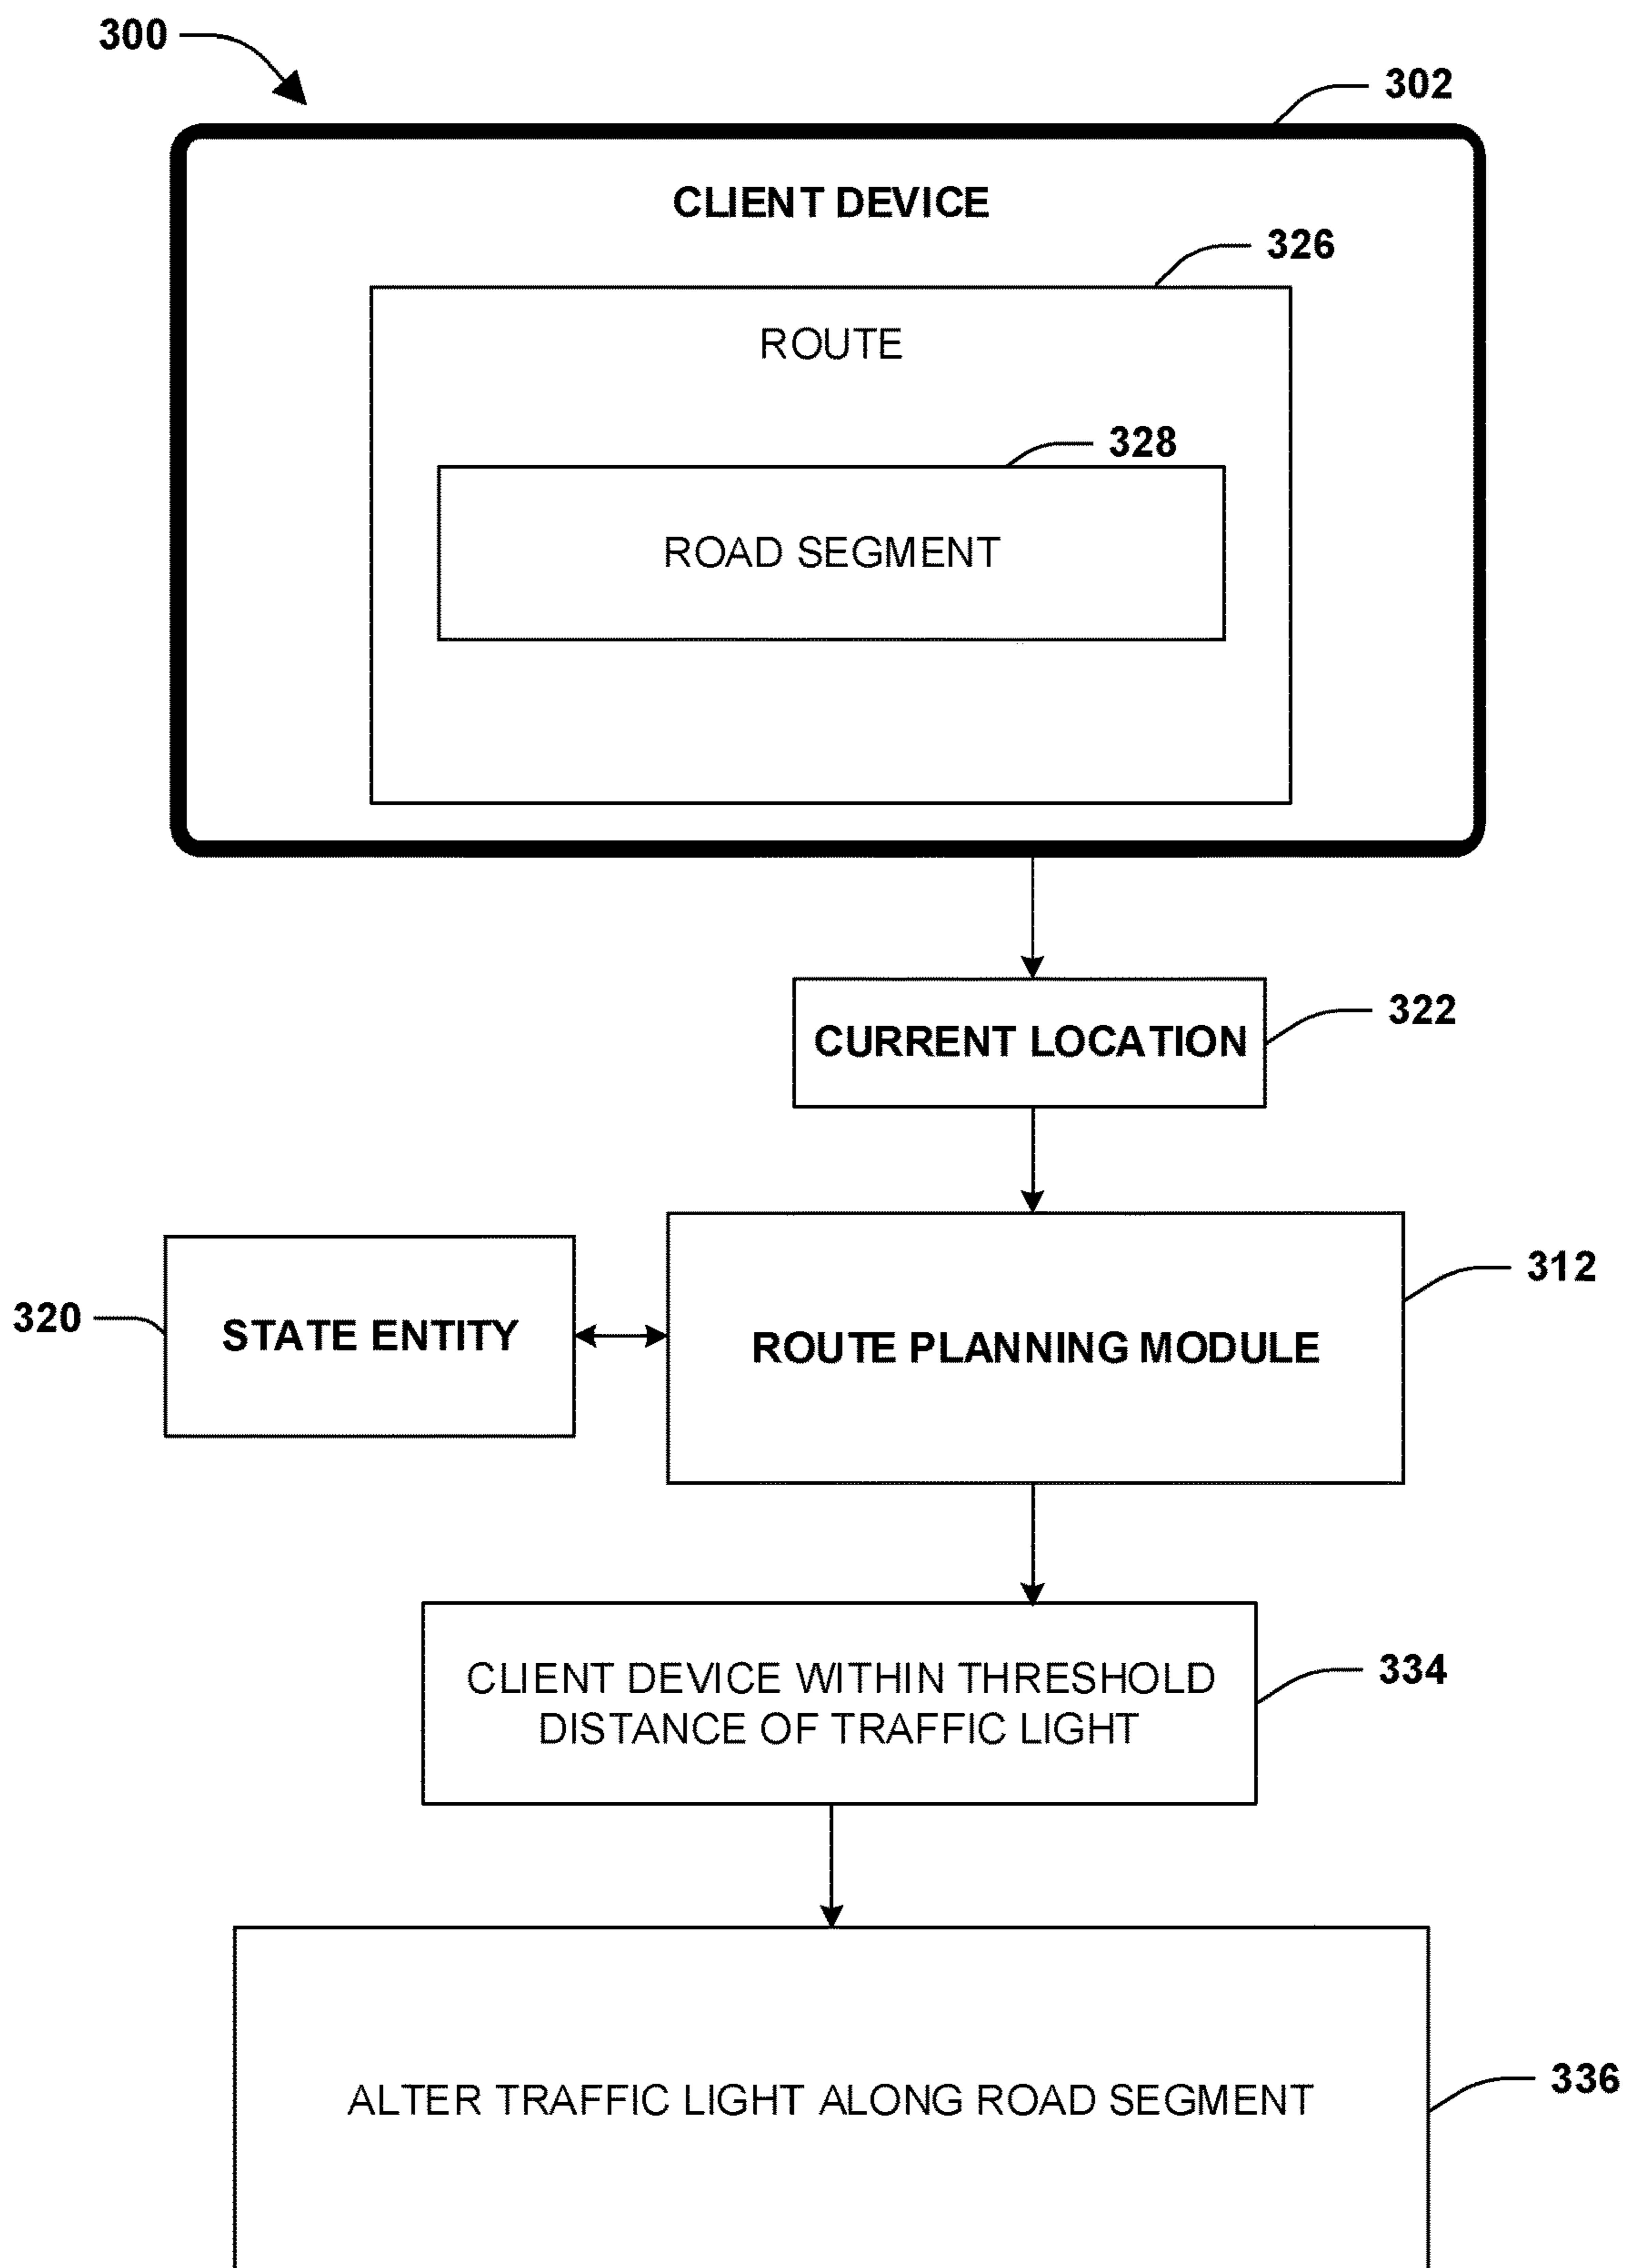 300
302
CLIENT DEVICE
326
ROUTE
328
ROAD SEGMENT
CURRENT LOCATION
322
312
320
STATE ENTITY
ROUTE PLANNING MODULE
CLIENT DEVICE WITHIN THRESHOLD
DISTANCE OF TRAFFIC LIGHT
334
ALTER TRAFFIC LIGHT ALONG ROAD SEGMENT
336